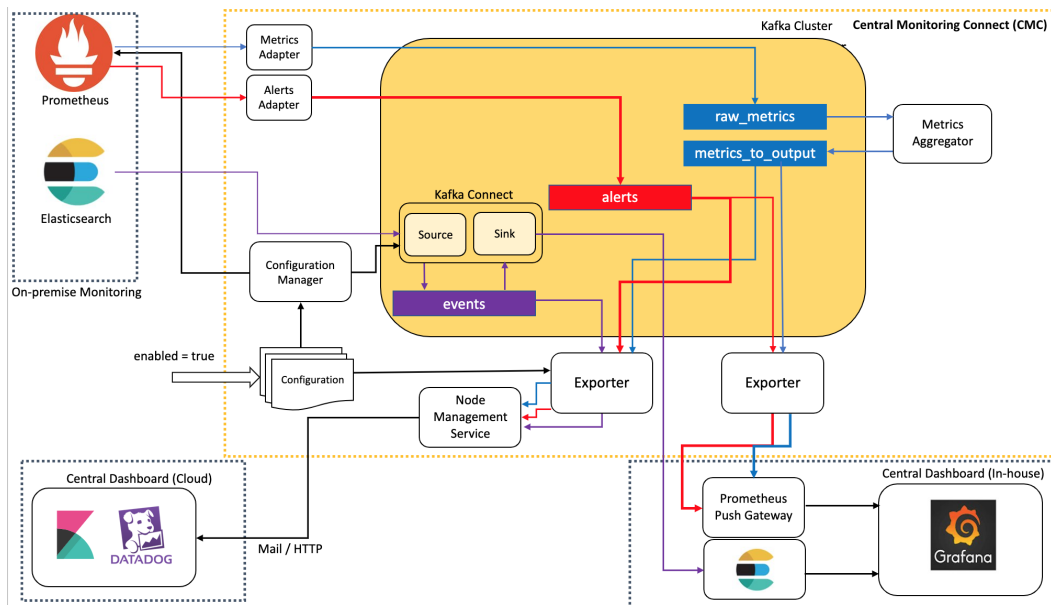 Kafka Cluster
Central Monitoring Connect (CMC)
Metrics
Adapter
Prometheus
Alerts
Adapter
raw_metrics
Metrics
Aggregator
metrics_to_output
Elasticsearch
Kafka Connect
alerts
Source
Sink
Configuration
Manager
On-premise Monitoring
events
enabled = true
Configuration
Exporter
Exporter
Node
Management
Service
Central Dashboard (Cloud)
Central Dashboard (In-house)
Prometheus
Push Gateway
DATADOG
Mail / HTTP
Grafana